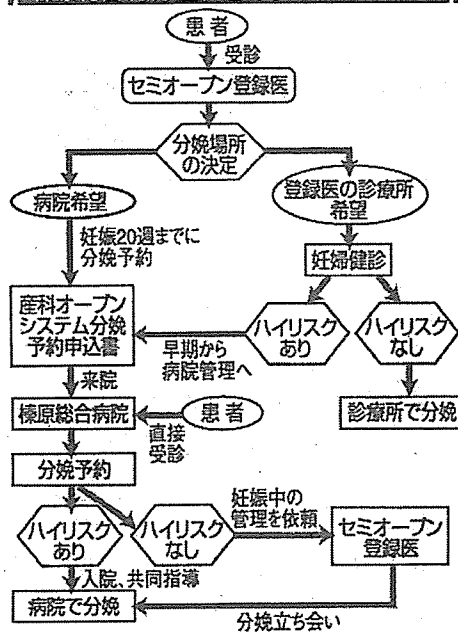 患者
受診
セミオープン登録医
分娩場所
の決定
病院希望
登録医の診療所
希望
妊娠20週までに
分娩予約
妊婦健診
産科オープン
システム分娩
予約申込書
早期から
病院管理へ
ハイリスク
あり
ハイリスク
なし
来院
榛原総合病院
患者
直接
受診
診療所で分娩
分娩予約
ハイリスク
あり
ハイリスク
なし
妊娠中の
管理を依頼
セミオープン
登録医
入院、共同指導
病院で分娩
分娩立ち会い